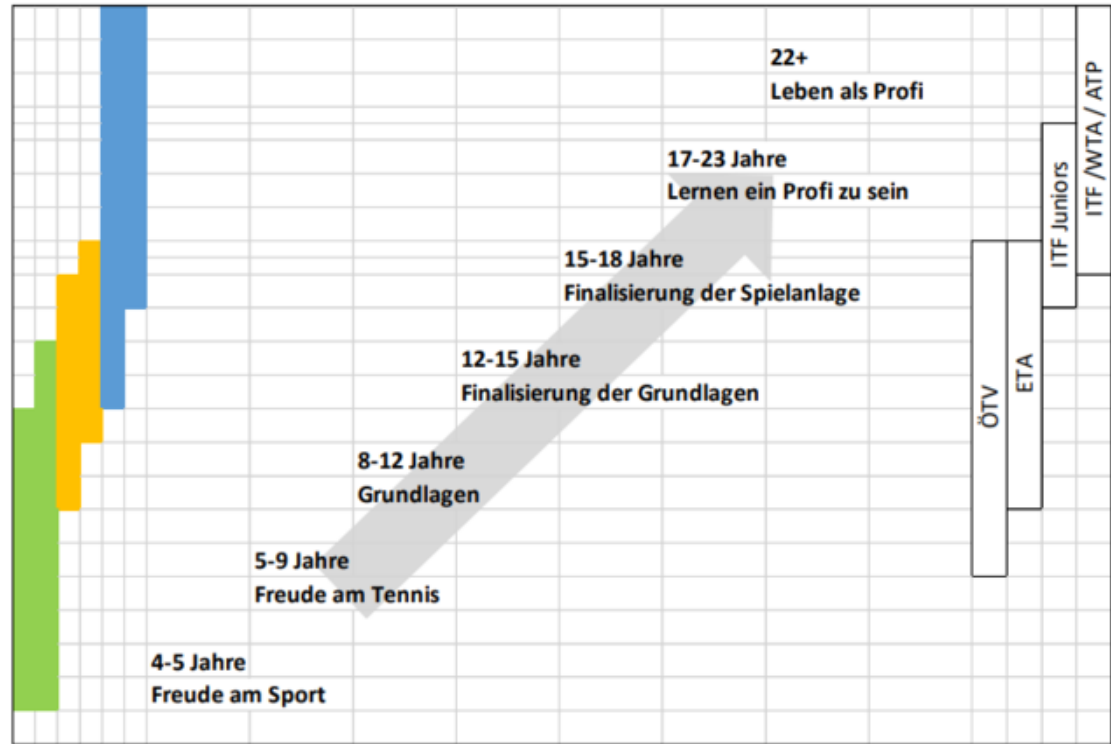 22+
Leben als Profi
17-23 Jahre
Lernen ein Profi zu sein
15-18 Jahre
Finalisierung der Spielanlage
12-15 Jahre
Finalisierung der Grundlagen
8-12 Jahre
Grundlagen
5-9 Jahre
Freude am Tennis
4-5 Jahre
Freude am Sport
ÖTV
ETA
ITF Juniors
ITF /WTA / ATP